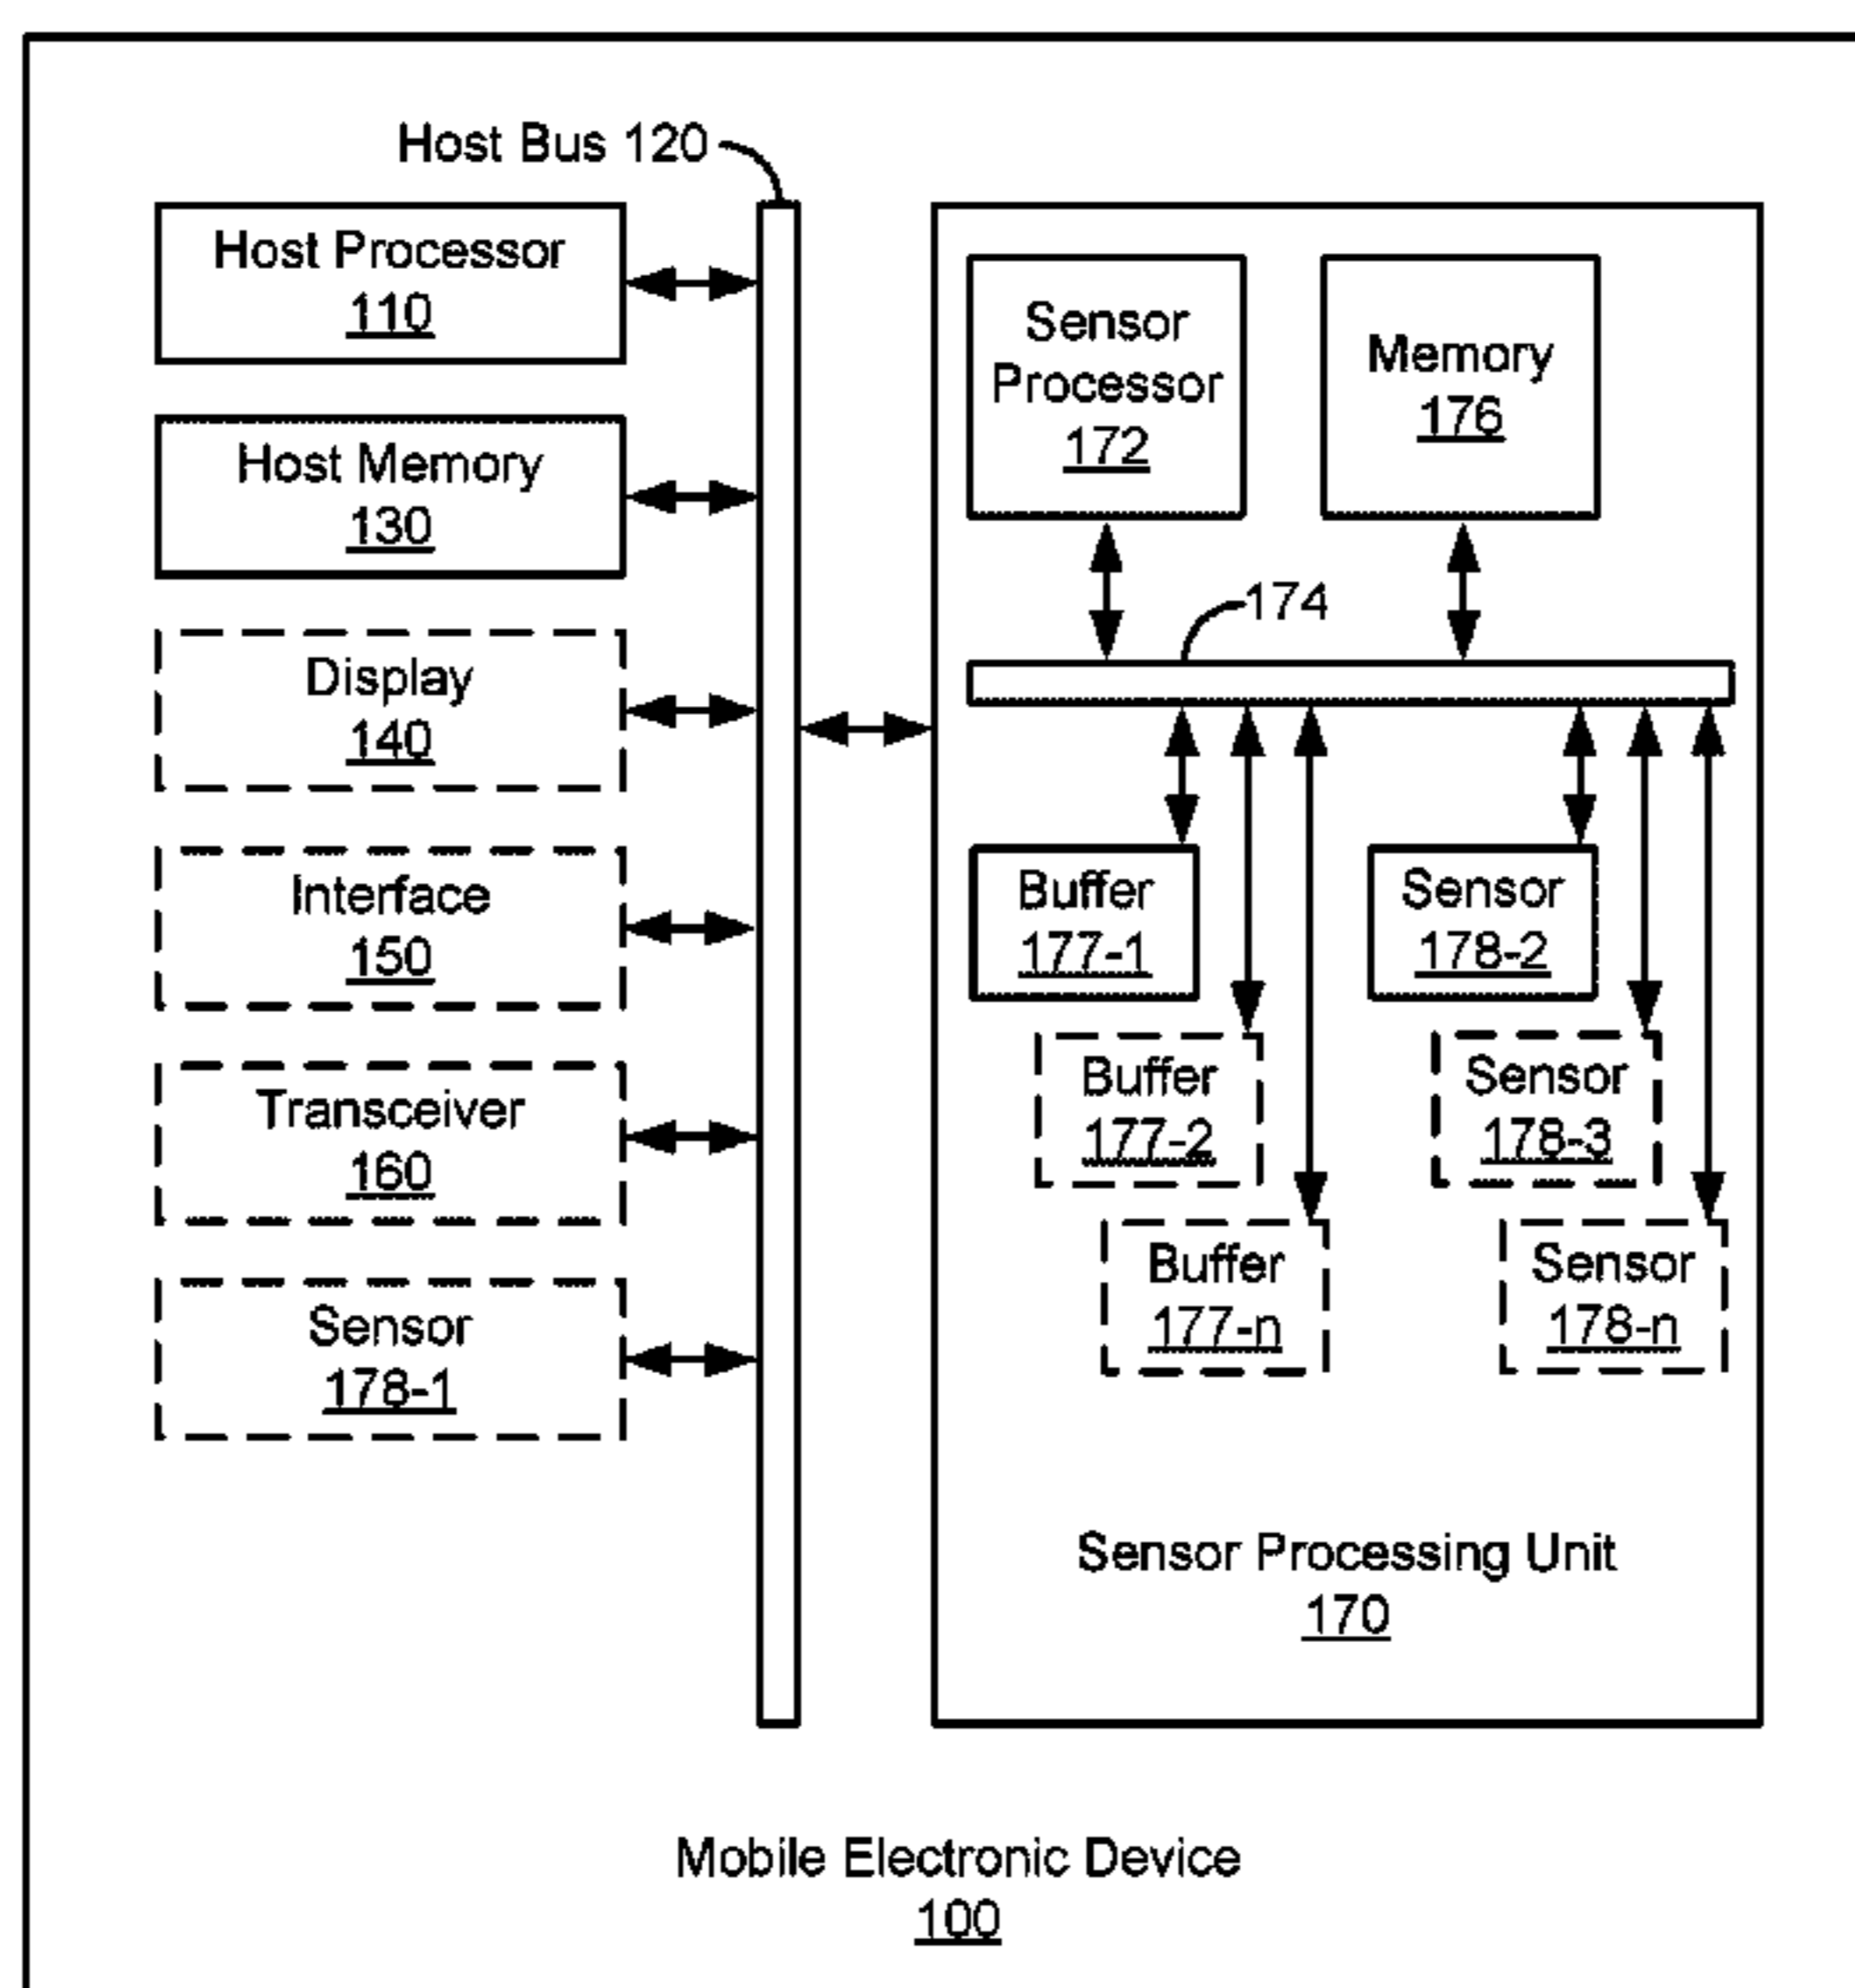 Host Bus 120
Host Processor
110
Host Memory
130
Display
140
Interface
150
Transceiver
160
Sensor
178-1
Sensor
Processor
172
Memory
176
174
Buffer
177-1
Sensor
178-2
Buffer
177-2
Sensor
178-3
Buffer
177-n
Sensor
178-n
Sensor Processing Unit
170
Mobile Electronic Device
100